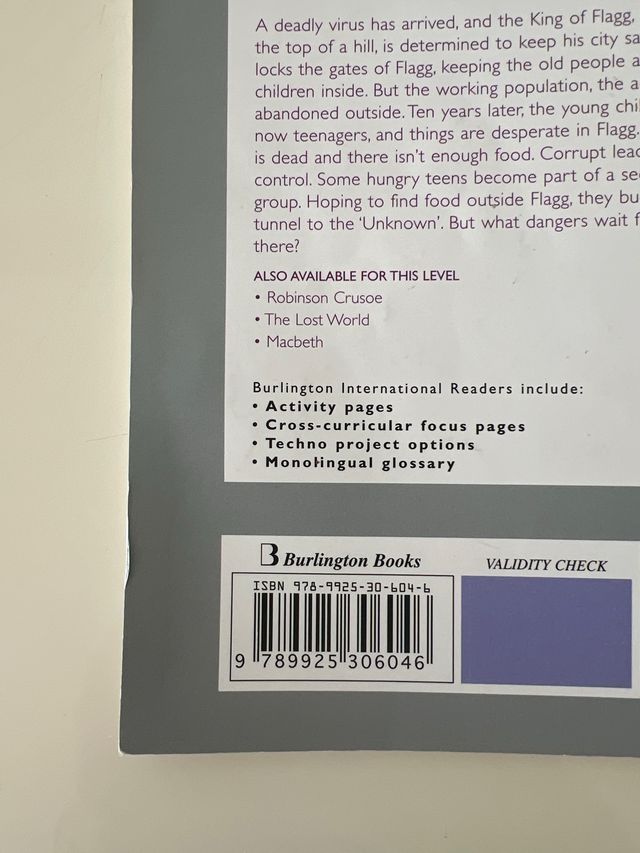 A deadly virus has arrived, and the King of Flagg,
the top of a hill, is determined to keep his city
locks the gates of Flagg, keeping the old people
children inside. But the working population, the
abandoned outside. Ten years later, the young
now teenagers, and things are desperate in Flagg.
is dead and there isn't enough food. Corrupt
control. Some hungry teens become part of a
group. Hoping to find food outside Flagg, they
tunnel to the 'Unknown'. But what dangers wait
there?
ALSO AVAILABLE FOR THIS LEVEL
• Robinson Crusoe
• The Lost World
• Macbeth
Burlington International Readers include:
• Activity pages
• Cross-curricular focus pages
• Techno project options
• Monolingual glossary
B Burlington Books
VALIDITY CHECK
ISBN 978-9925-30-604-6
9 789925 306046